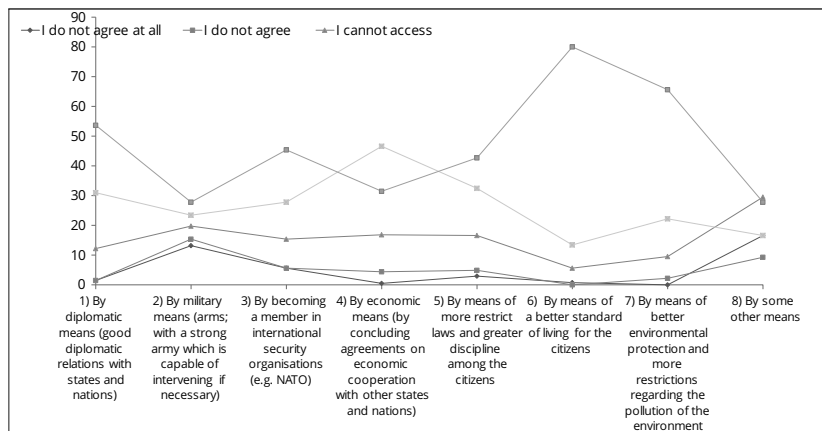 90
I do not agree at all I do not agree I cannot access
80
70
60
50
40
30
20
10
0
1) By
diplomatic
means (good
diplomatic
relations with
states and
nations)
2) By military
means (arms;
with a strong
army which is
capable of
intervening if
necessary)
3) By becoming
a member in
international
security
organisations
(e.g. NATO)
4) By economic
means (by
concluding
agreements on
economic
cooperation
with other states
and nations)
5) By means of
more restrict
laws and greater
discipline
among the
citizens
6) By means of
a better standard
of living for the
citizens
7) By means of
better
environmental
protection and
more
restrictions
regarding the
pollution of the
environment
8) By some
other means